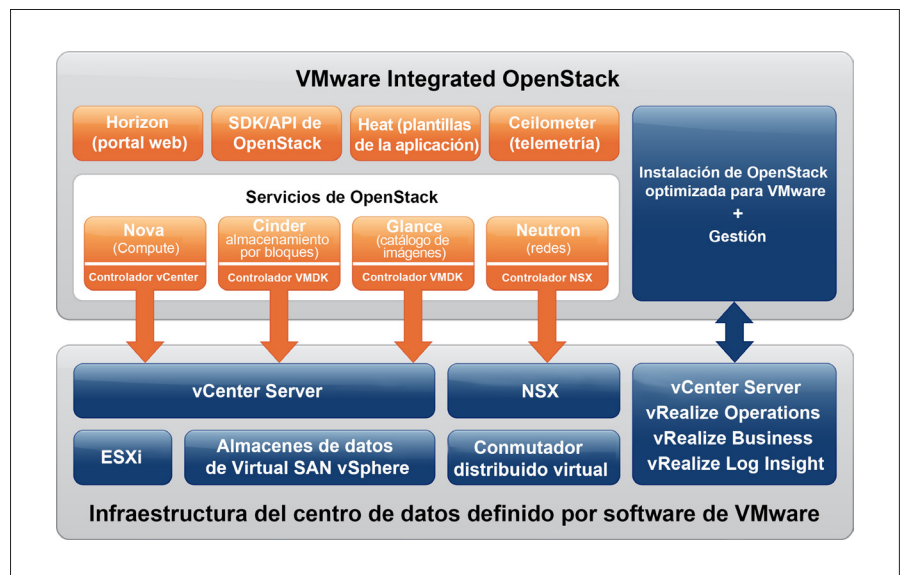 VMware Integrated OpenStack
Horizon
(portal web)
SDK/API de
OpenStack
Heat (plantillas
de la aplicación)
Ceilometer
(telemetría)
Instalación de OpenStack
optimizada para VMware
+
Gestión
Servicios de OpenStack
Nova
(Compute)
Controlador vCenter
Cinder
almacenamiento
por bloques)
Controlador VMDK
Glance
(catálogo de
imágenes)
Controlador VMDK
Neutron
(redes)
Controlador NSX
vCenter Server
NSX
vCenter Server
vRealize Operations
vRealize Business
vRealize Log Insight
ESXi
Almacenes de datos
de Virtual SAN vSphere
Conmutador
distribuido virtual
Infraestructura del centro de datos definido por software de VMware